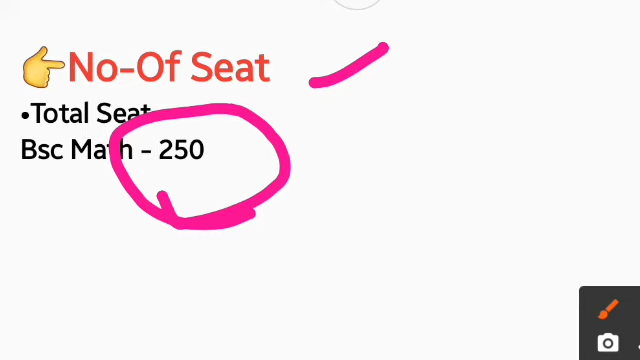 👉No-Of Seat
•Total Seat
Bsc Math - 250